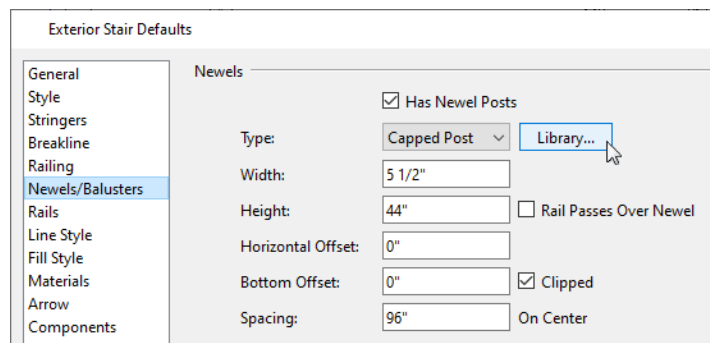 Exterior Stair Defaults
General
Style
Stringers
Breakline
Railing
Newels/Balusters
Rails
Line Style
Fill Style
Materials
Arrow
Components
Newels
Has Newel Posts
Type: Capped Post Library...
Width: 5 1/2"
Height: 44" Rail Passes Over Newel
Horizontal Offset: 0"
Bottom Offset: 0" Clipped
Spacing: 96" On Center